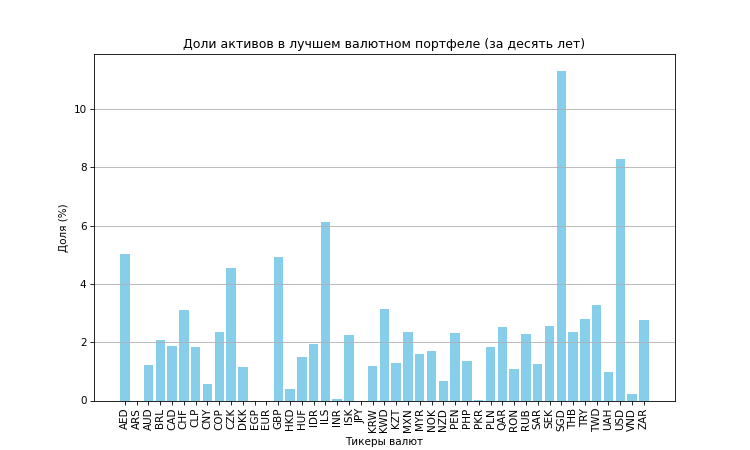 Доли активов в лучшем валютном портфеле (за десять лет)
Доля (%)
10
8
6
4
2
0
AED ARS AUD BRL CAD CHF CLP CNY COP CZK DKK EGP EUR GBP HKD HUF IDR ILS INR ISK JPY KRW KWD KZT MXN MYR NOK NZD PEN PHP PKR PLN QAR RON RUB SAR SEK SGD THB TRY TWD UAH USD VND ZAR
Тикеры валют